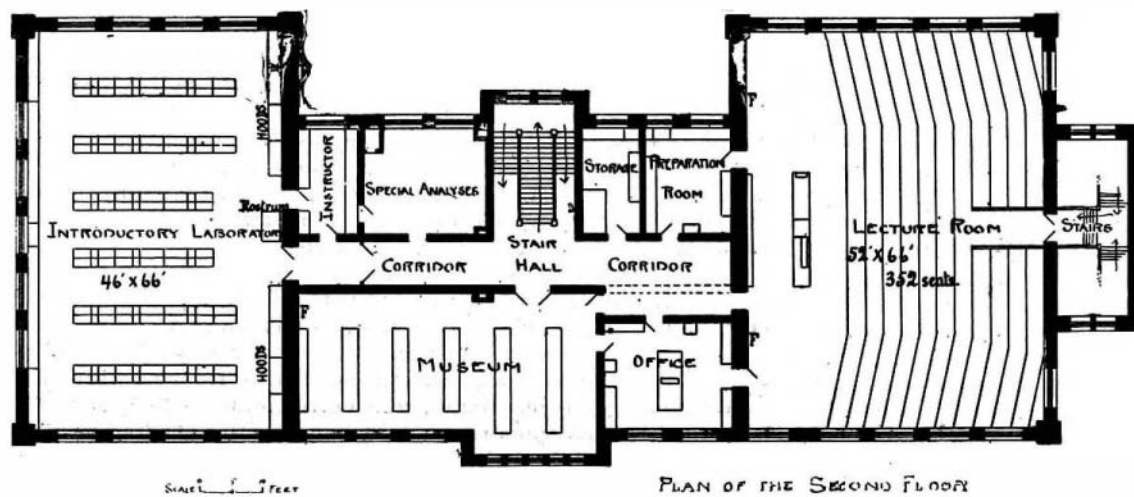 HOODS
INSTRUCTOR
SPECIAL ANALYSES
STORAGE
PREPARATION
ROOM
F
Rostrum
INTRODUCTORY LABORATORY
46' X 66'
CORRIDOR
STAIR
HALL
CORRIDOR
LECTURE ROOM
52' X 66'
352 seats.
STAIRS
HOODS
F
MUSEUM
OFFICE
F
SCALE FEET
PLAN OF THE SECOND FLOOR